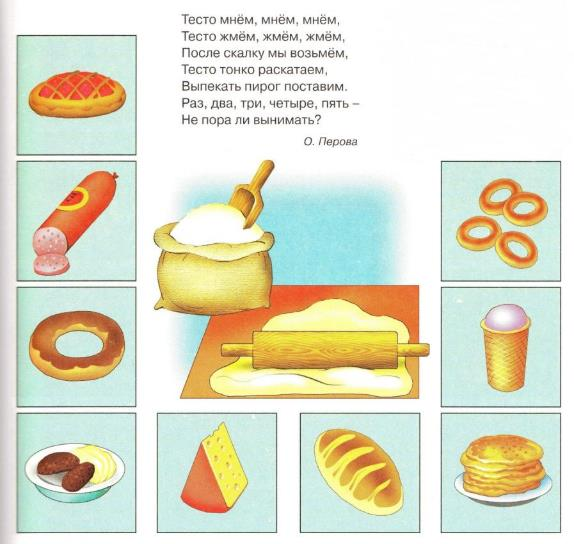 Тесто мнём, мнём, мнём,
Тесто жмём, жмём, жмём,
После скалку мы возьмём,
Тесто тонко раскатаем,
Выпекать пирог поставим.
Раз, два, три, четыре, пять –
Не пора ли вынимать?
О. Перова